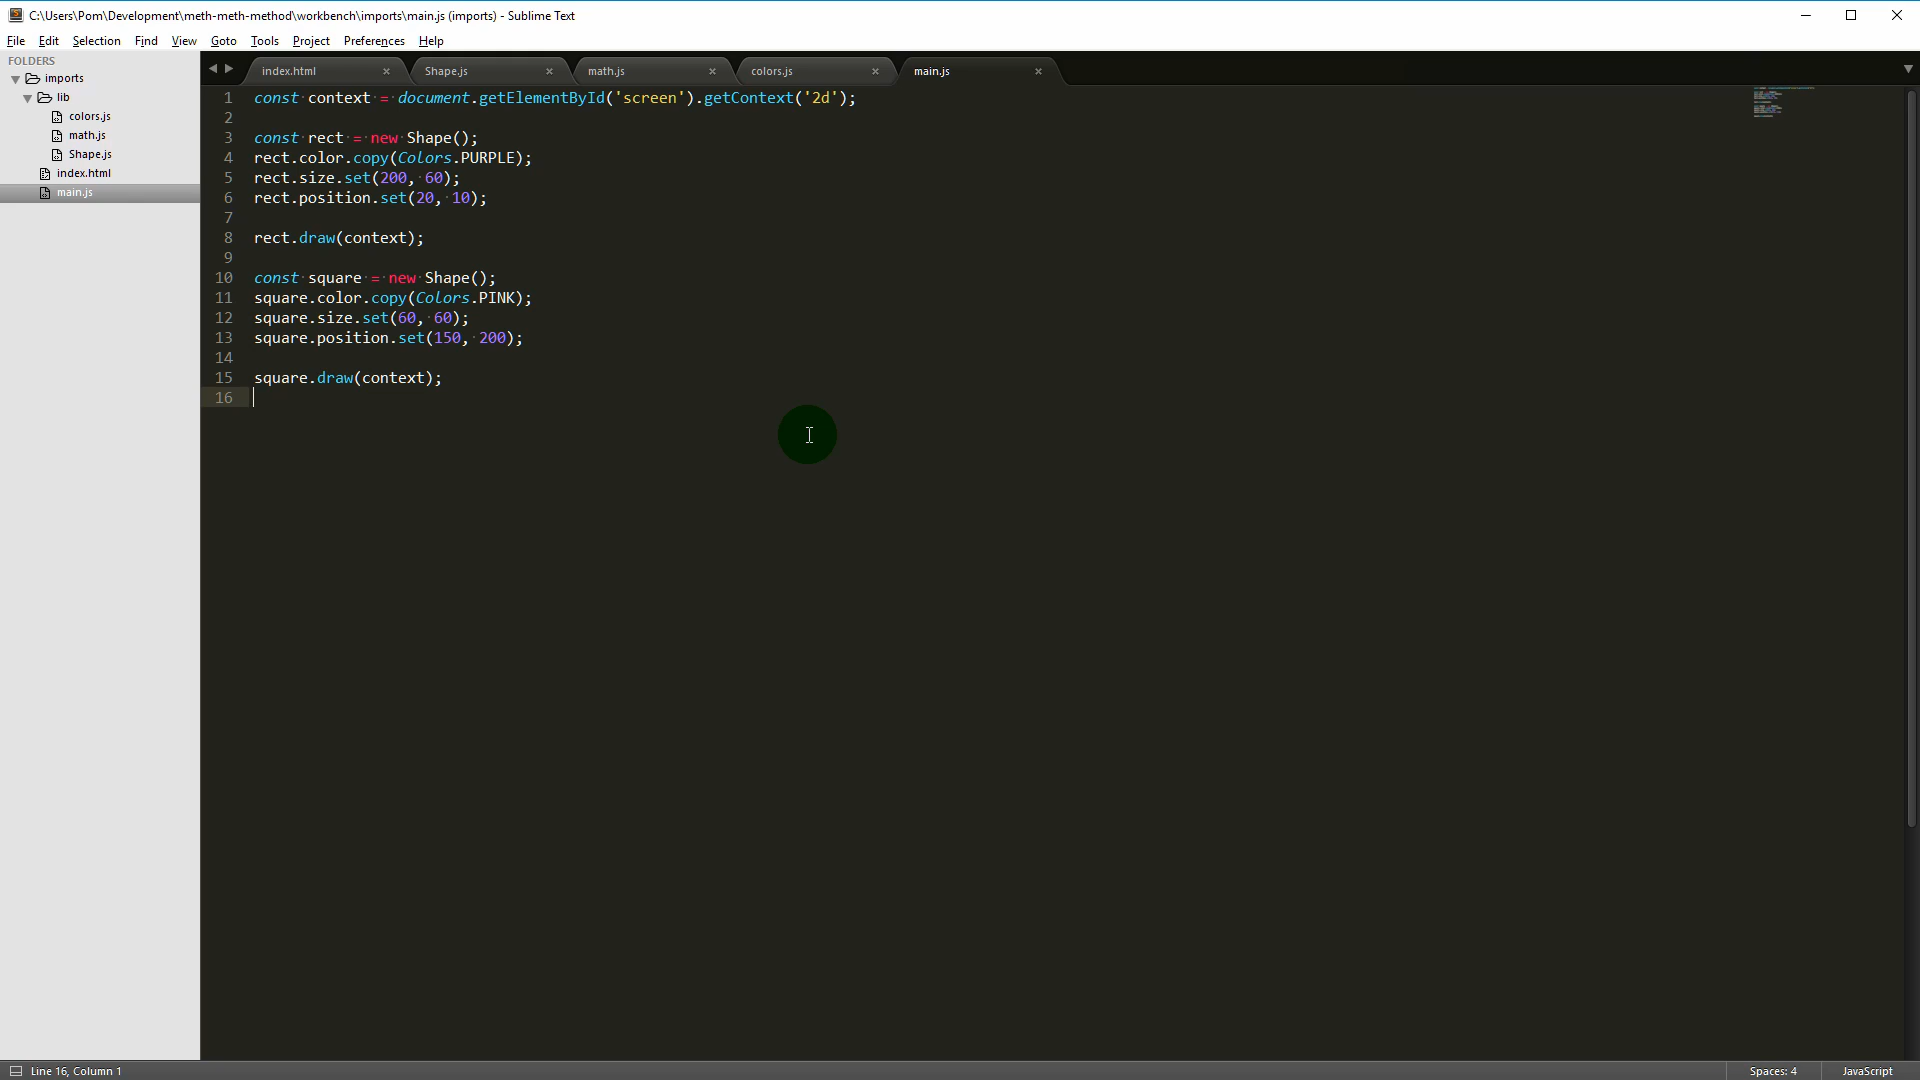 C:\Users\Pom\Development\meth-meth-method\workbench\imports\main.js (imports) - Sublime Text
File Edit Selection Find View Goto Tools Project Preferences Help
FOLDERS
imports
lib
colors.js
math.js
Shape.js
index.html
main.js
index.html Shape.js math.js colors.js main.js
1 const context = document.getElementById('screen').getContext('2d');
2
3 const rect = new Shape();
4 rect.color.copy(Colors.PURPLE);
5 rect.size.set(200, 60);
6 rect.position.set(20, 10);
7
8 rect.draw(context);
9
10 const square = new Shape();
11 square.color.copy(Colors.PINK);
12 square.size.set(60, 60);
13 square.position.set(150, 200);
14
15 square.draw(context);
16
Line 16, Column 1
Spaces: 4
JavaScript